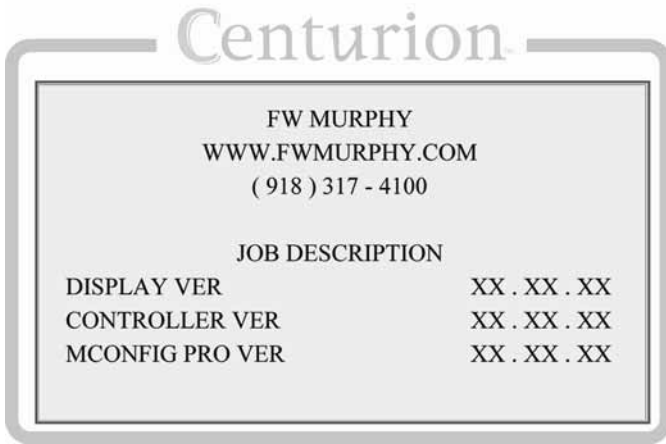 Centurion
FW MURPHY
WWW.FWMURPHY.COM
( 918 ) 317 - 4100
JOB DESCRIPTION
DISPLAY VER XX . XX . XX
CONTROLLER VER XX . XX . XX
MCONFIG PRO VER XX . XX . XX